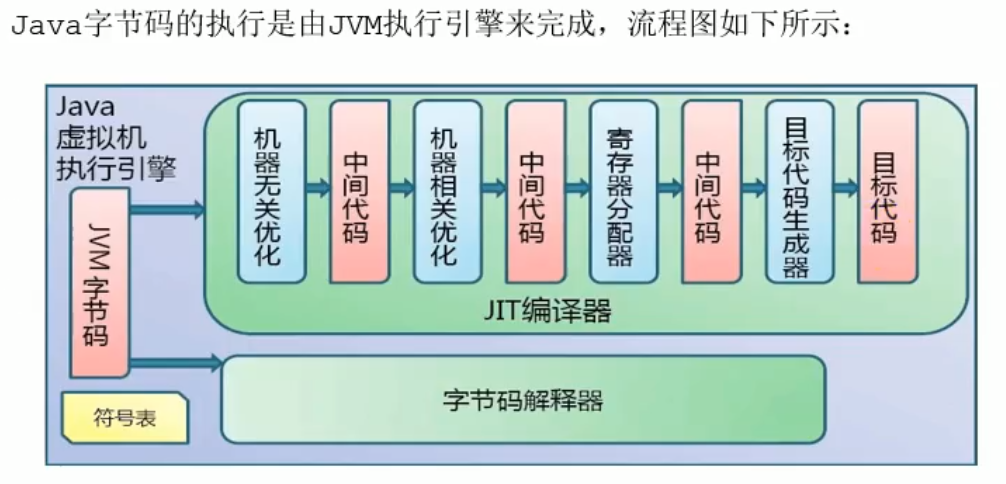 Java字节码的执行是由JVM执行引擎来完成，流程图如下所示：
Java
虚拟机
执行引擎
JVM字节码
符号表
机器无关优化
中间代码
机器相关优化
中间代码
寄存器分配器
中间代码
目标代码生成器
目标代码
JIT编译器
字节码解释器